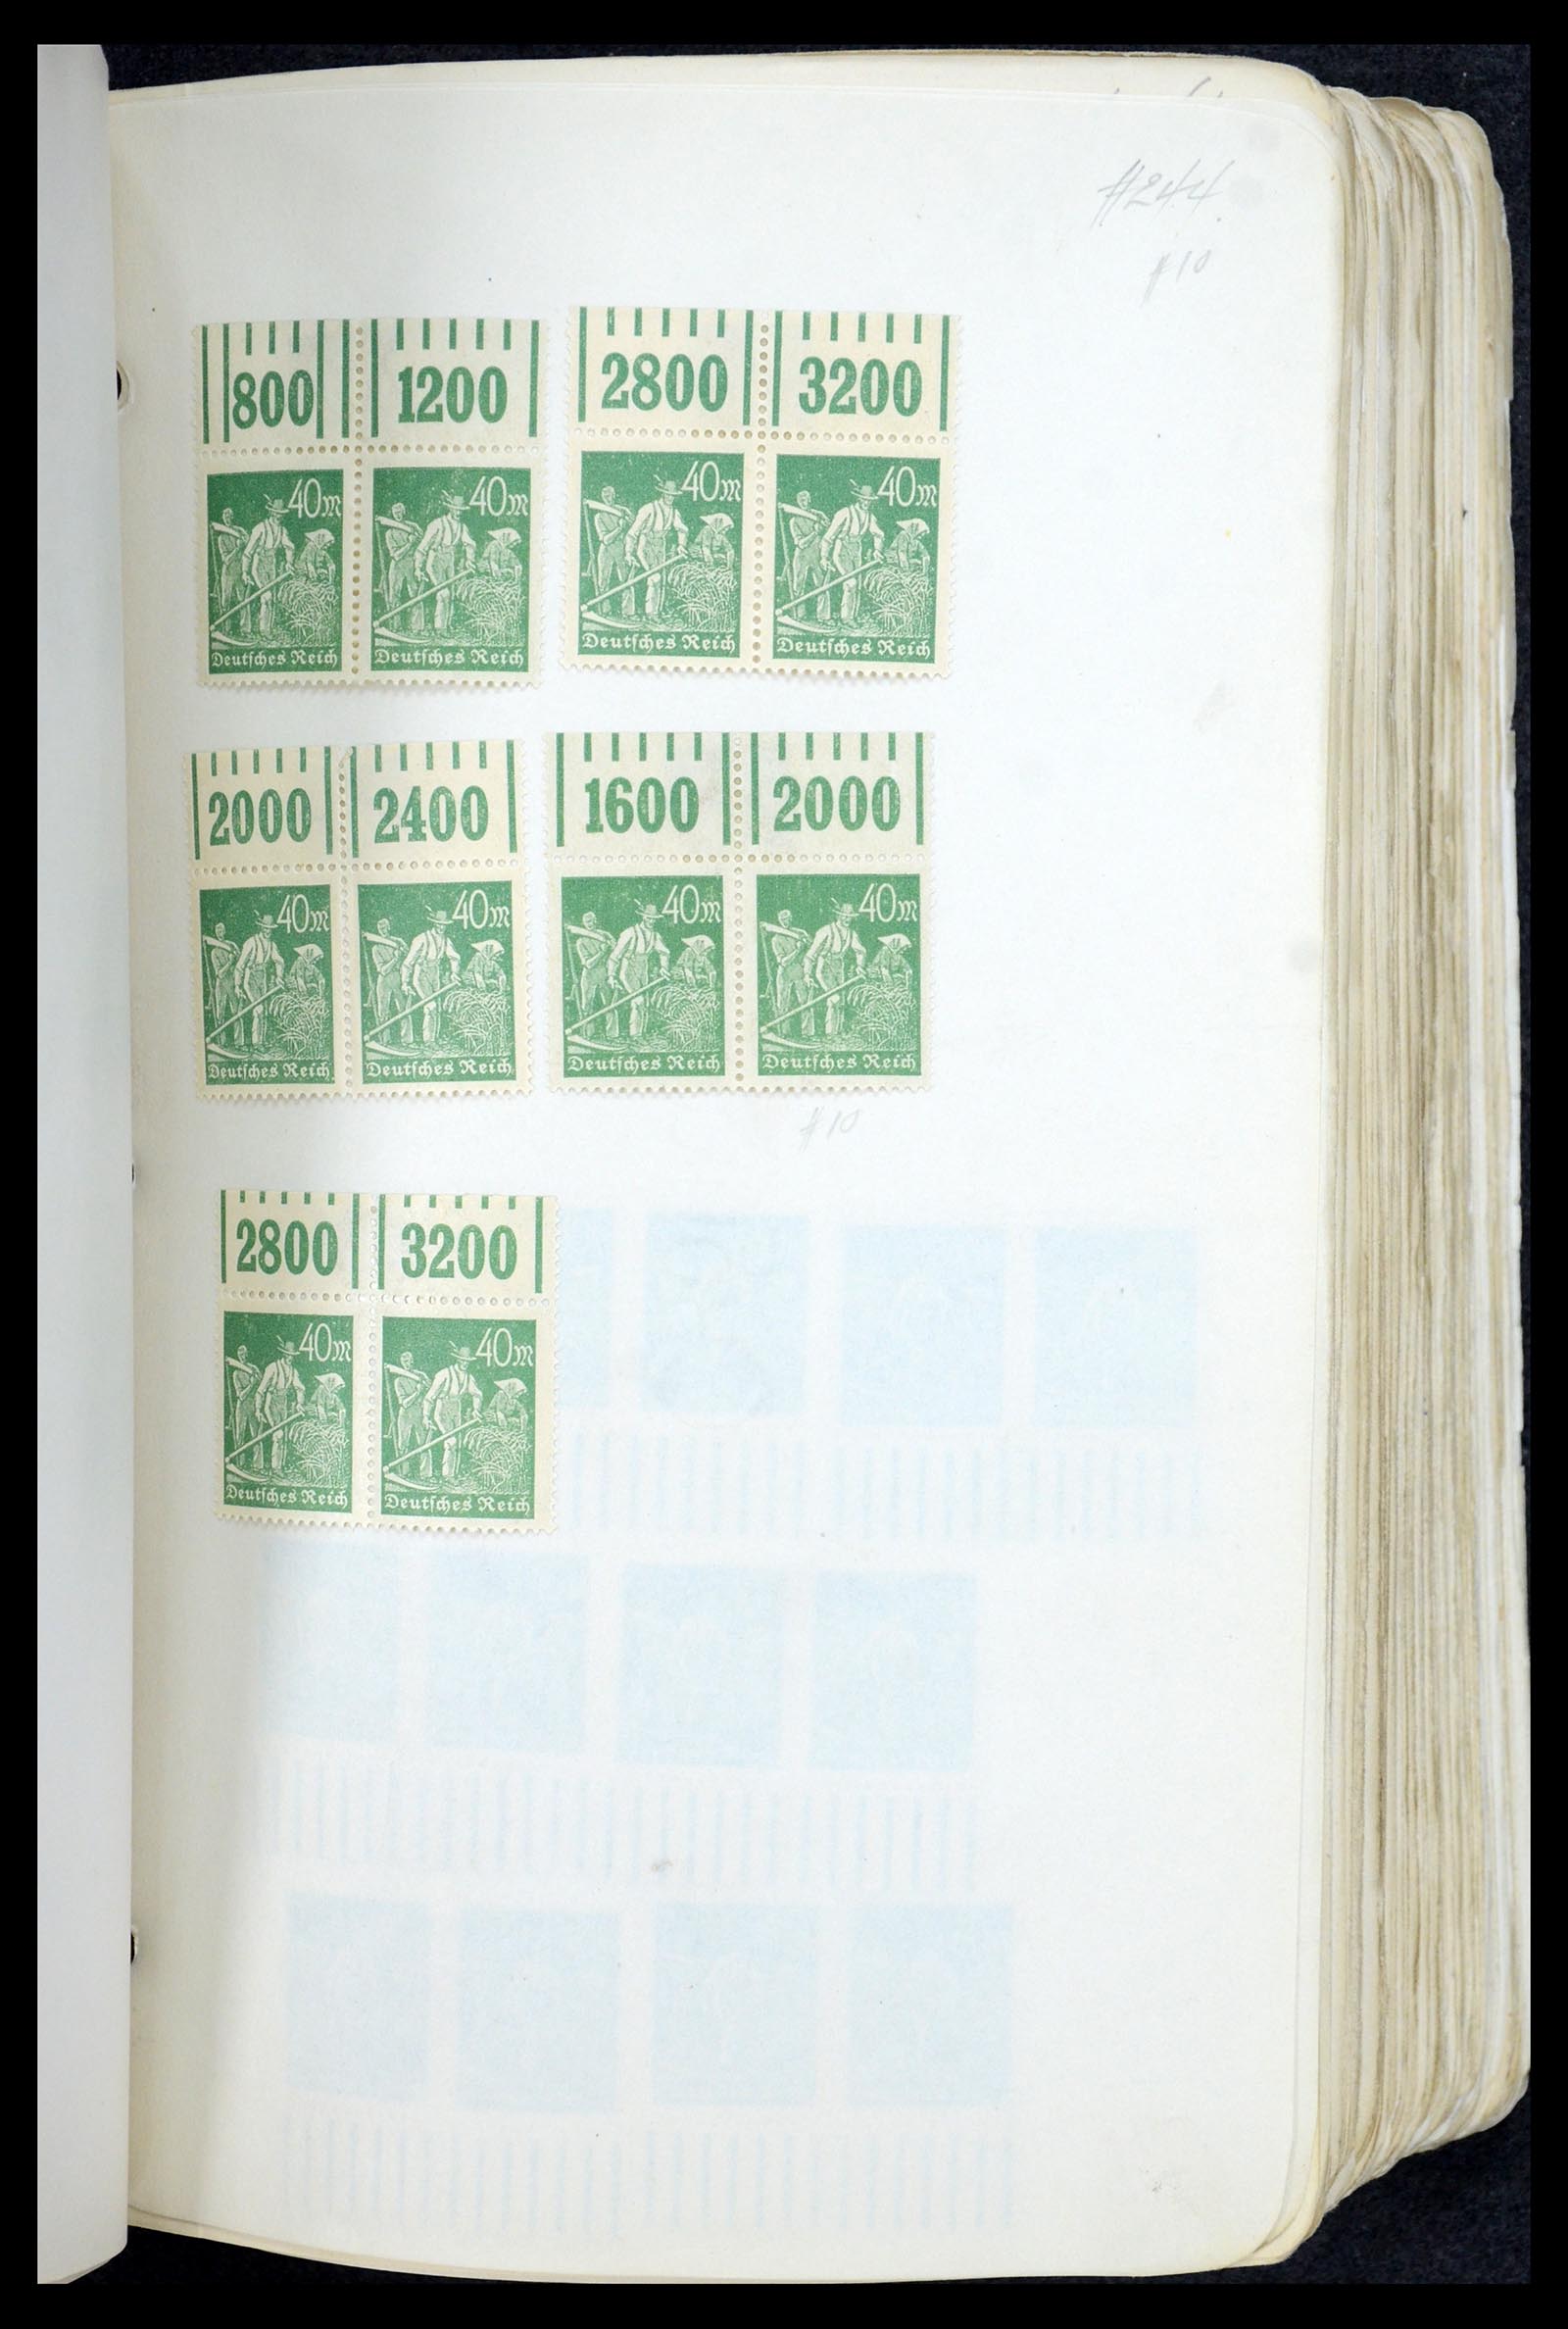 #244
#10
800 1200 2800 3200
40m 40m 40m 40m
Deutsches Reich Deutsches Reich Deutsches Reich Deutsches Reich
2000 2400 1600 2000
40m 40m 40m 40m
Deutsches Reich Deutsches Reich Deutsches Reich Deutsches Reich
#10
2800 3200
40m 40m
Deutsches Reich Deutsches Reich